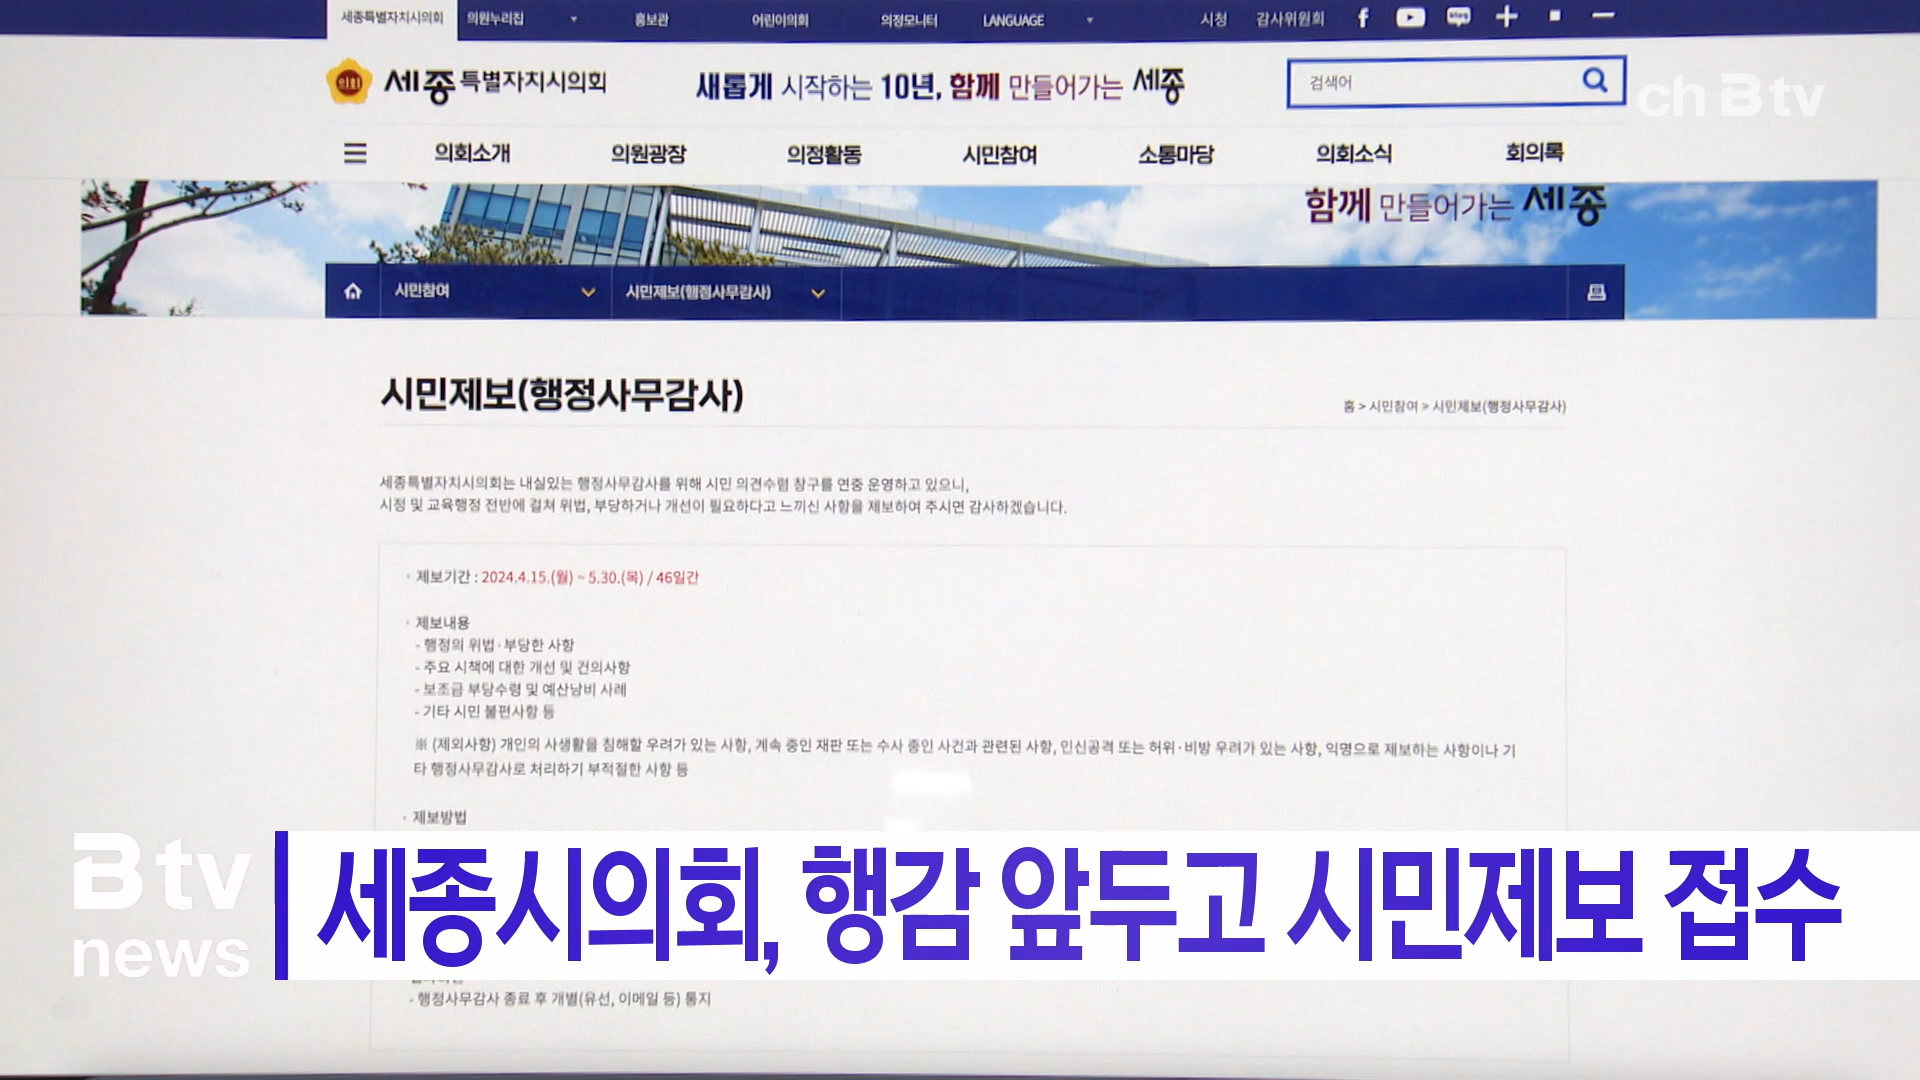 세종특별자치시의회 의원누리집 홍보관 어린이의회 의정모니터 LANGUAGE 시청 감사위원회
의회 세종특별자치시의회 새롭게 시작하는 10년, 함께 만들어가는 세종 검색어
ch B tv
의회소개 의원광장 의정활동 시민참여 소통마당 의회소식 회의록
함께 만들어가는 세종
시민참여 시민제보(행정사무감사)
시민제보(행정사무감사)
홈 > 시민참여 > 시민제보(행정사무감사)
세종특별자치시의회는 내실있는 행정사무감사를 위해 시민 의견수렴 창구를 연중 운영하고 있으니,
시정 및 교육행정 전반에 걸쳐 위법, 부당하거나 개선이 필요하다고 느끼신 사항을 제보하여 주시면 감사하겠습니다.
· 제보기간 : 2024.4.15.(월) ~ 5.30.(목) / 46일간
· 제보내용
- 행정의 위법·부당한 사항
- 주요 시책에 대한 개선 및 건의사항
- 보조금 부당수령 및 예산낭비 사례
- 기타 시민 불편사항 등
※ (제외사항) 개인의 사생활을 침해할 우려가 있는 사항, 계속 중인 재판 또는 수사 중인 사건과 관련된 사항, 인신공격 또는 허위·비방 우려가 있는 사항, 익명으로 제보하는 사항이나 기
타 행정사무감사로 처리하기 부적절한 사항 등
· 제보방법
B tv
news
세종시의회, 행감 앞두고 시민제보 접수
- 행정사무감사 종료 후 개별(유선, 이메일 등) 통지